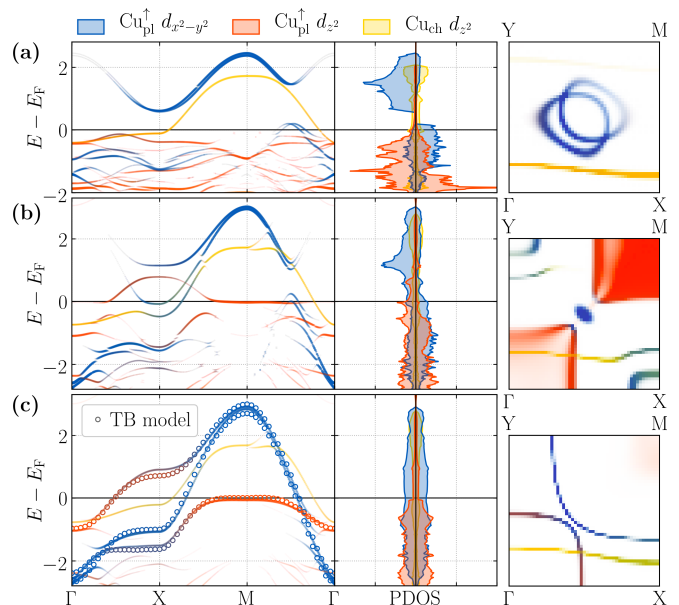 Cu↑pl dx²−y² Cu↑pl dz² Cuch dz²
(a) Y M
2
E − EF
0
−2
Γ X
(b) Y M
2
E − EF
0
−2
Γ X
(c) TB model Y M
2
E − EF
0
−2
Γ X M Γ PDOS Γ X